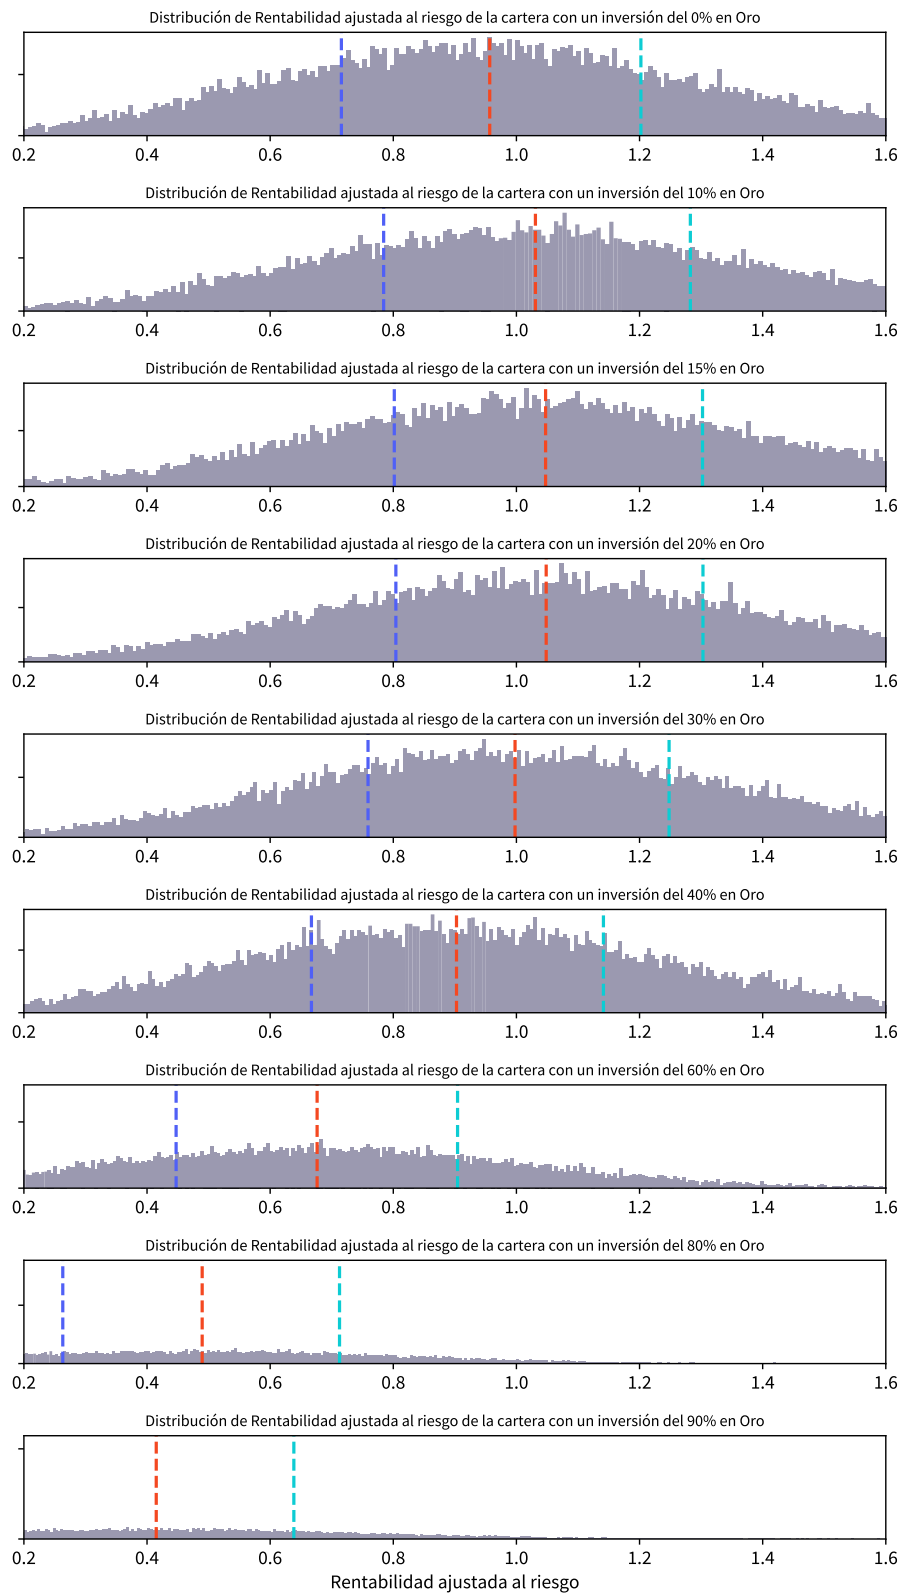 Distribución de Rentabilidad ajustada al riesgo de la cartera con un inversión del 0% en Oro
0.2 0.4 0.6 0.8 1.0 1.2 1.4 1.6
Distribución de Rentabilidad ajustada al riesgo de la cartera con un inversión del 10% en Oro
0.2 0.4 0.6 0.8 1.0 1.2 1.4 1.6
Distribución de Rentabilidad ajustada al riesgo de la cartera con un inversión del 15% en Oro
0.2 0.4 0.6 0.8 1.0 1.2 1.4 1.6
Distribución de Rentabilidad ajustada al riesgo de la cartera con un inversión del 20% en Oro
0.2 0.4 0.6 0.8 1.0 1.2 1.4 1.6
Distribución de Rentabilidad ajustada al riesgo de la cartera con un inversión del 30% en Oro
0.2 0.4 0.6 0.8 1.0 1.2 1.4 1.6
Distribución de Rentabilidad ajustada al riesgo de la cartera con un inversión del 40% en Oro
0.2 0.4 0.6 0.8 1.0 1.2 1.4 1.6
Distribución de Rentabilidad ajustada al riesgo de la cartera con un inversión del 60% en Oro
0.2 0.4 0.6 0.8 1.0 1.2 1.4 1.6
Distribución de Rentabilidad ajustada al riesgo de la cartera con un inversión del 80% en Oro
0.2 0.4 0.6 0.8 1.0 1.2 1.4 1.6
Distribución de Rentabilidad ajustada al riesgo de la cartera con un inversión del 90% en Oro
0.2 0.4 0.6 0.8 1.0 1.2 1.4 1.6
Rentabilidad ajustada al riesgo